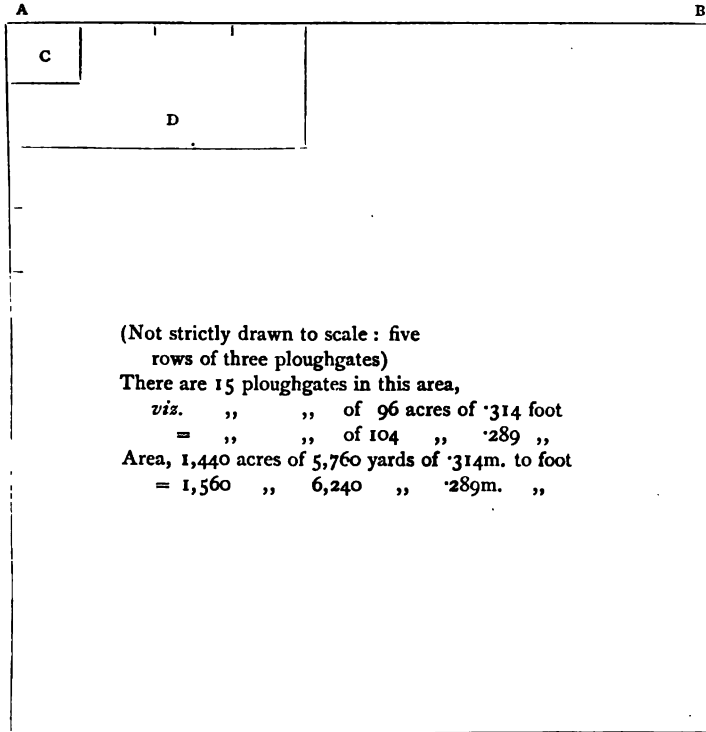 A B
C
D
(Not strictly drawn to scale : five
rows of three ploughgates)
There are 15 ploughgates in this area,
viz. ,, ,, of 96 acres of ·314 foot
= ,, ,, of 104 ,, ·289 ,,
Area, 1,440 acres of 5,760 yards of ·314m. to foot
= 1,560 ,, 6,240 ,, ·289m. ,,